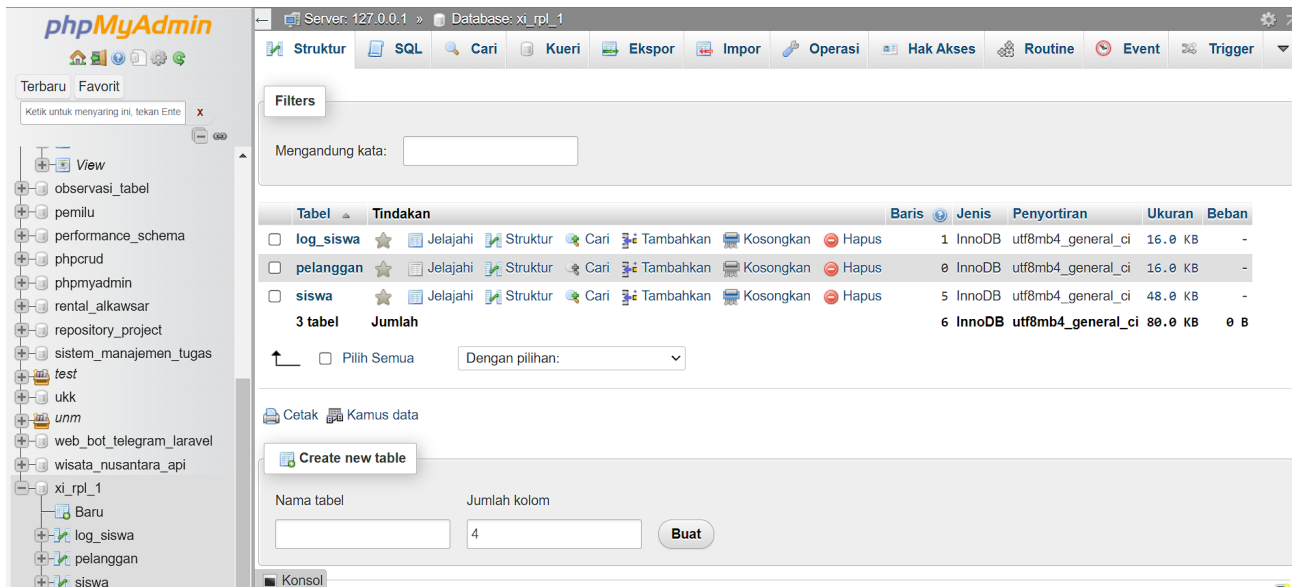 phpMyAdmin
Terbaru Favorit
Ketik untuk menyaring ini, tekan Ente X
View
observasi_tabel
pemilu
performance_schema
phpcrud
phpmyadmin
rental_alkawsar
repository_project
sistem_manajemen_tugas
test
ukk
unm
web_bot_telegram_laravel
wisata_nusantara_api
xi_rpl_1
Baru
log_siswa
pelanggan
siswa
Server: 127.0.0.1 » Database: xi_rpl_1
Struktur SQL Cari Kueri Ekspor Impor Operasi Hak Akses Routine Event Trigger
Filters
Mengandung kata:
Tabel Tindakan Baris Jenis Penyortiran Ukuran Beban
log_siswa Jelajahi Struktur Cari Tambahkan Kosongkan Hapus 1 InnoDB utf8mb4_general_ci 16.0 KB -
pelanggan Jelajahi Struktur Cari Tambahkan Kosongkan Hapus 0 InnoDB utf8mb4_general_ci 16.0 KB -
siswa Jelajahi Struktur Cari Tambahkan Kosongkan Hapus 5 InnoDB utf8mb4_general_ci 48.0 KB -
3 tabel Jumlah 6 InnoDB utf8mb4_general_ci 80.0 KB 0 B
Pilih Semua Dengan pilihan:
Cetak Kamus data
Create new table
Nama tabel Jumlah kolom
4 Buat
Konsol